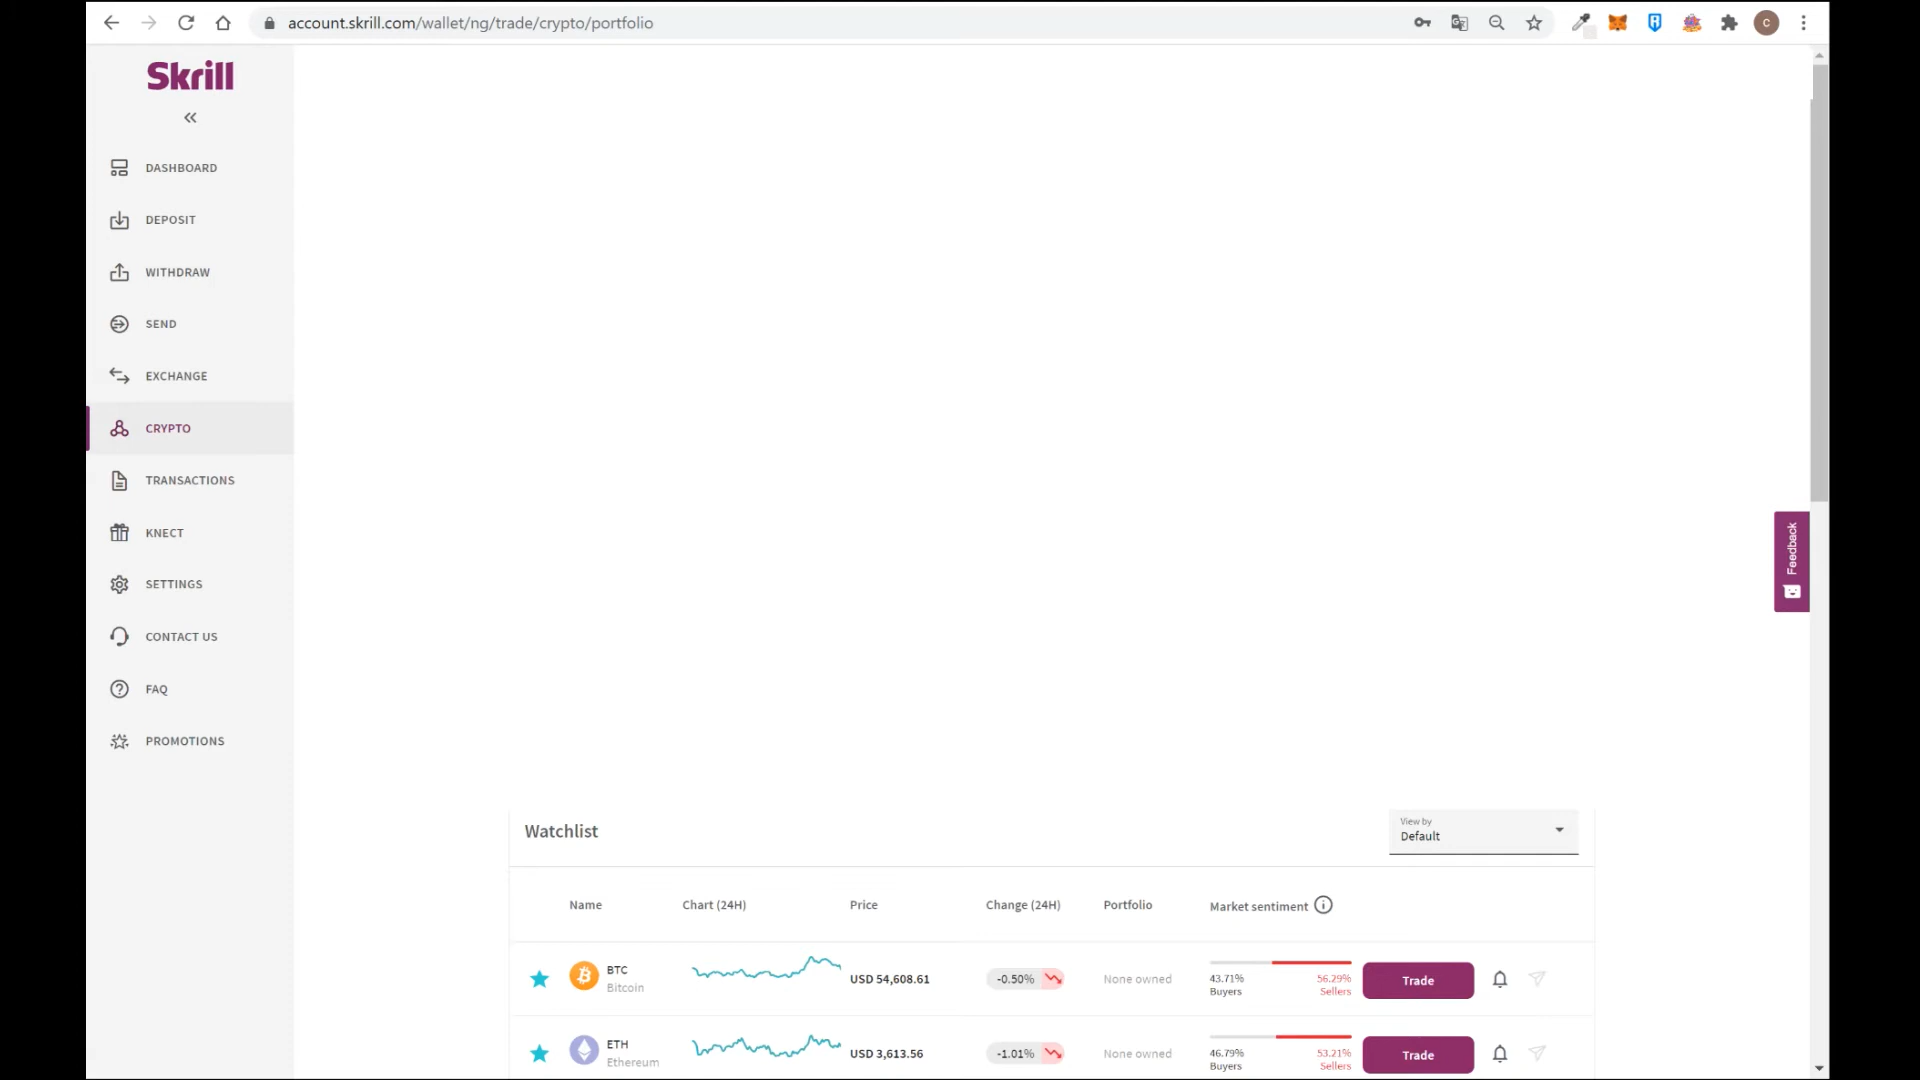 account.skrill.com/wallet/ng/trade/crypto/portfolio
C
Skrill
DASHBOARD
DEPOSIT
WITHDRAW
SEND
EXCHANGE
CRYPTO
TRANSACTIONS
KNECT
SETTINGS
CONTACT US
FAQ
PROMOTIONS
Feedback
Watchlist
View by
Default
Name Chart (24H) Price Change (24H) Portfolio Market sentiment
BTC
Bitcoin
USD 54,608.61 -0.50% None owned
43.71% 56.29%
Buyers Sellers
Trade
ETH
Ethereum
USD 3,613.56 -1.01% None owned
46.79% 53.21%
Buyers Sellers
Trade